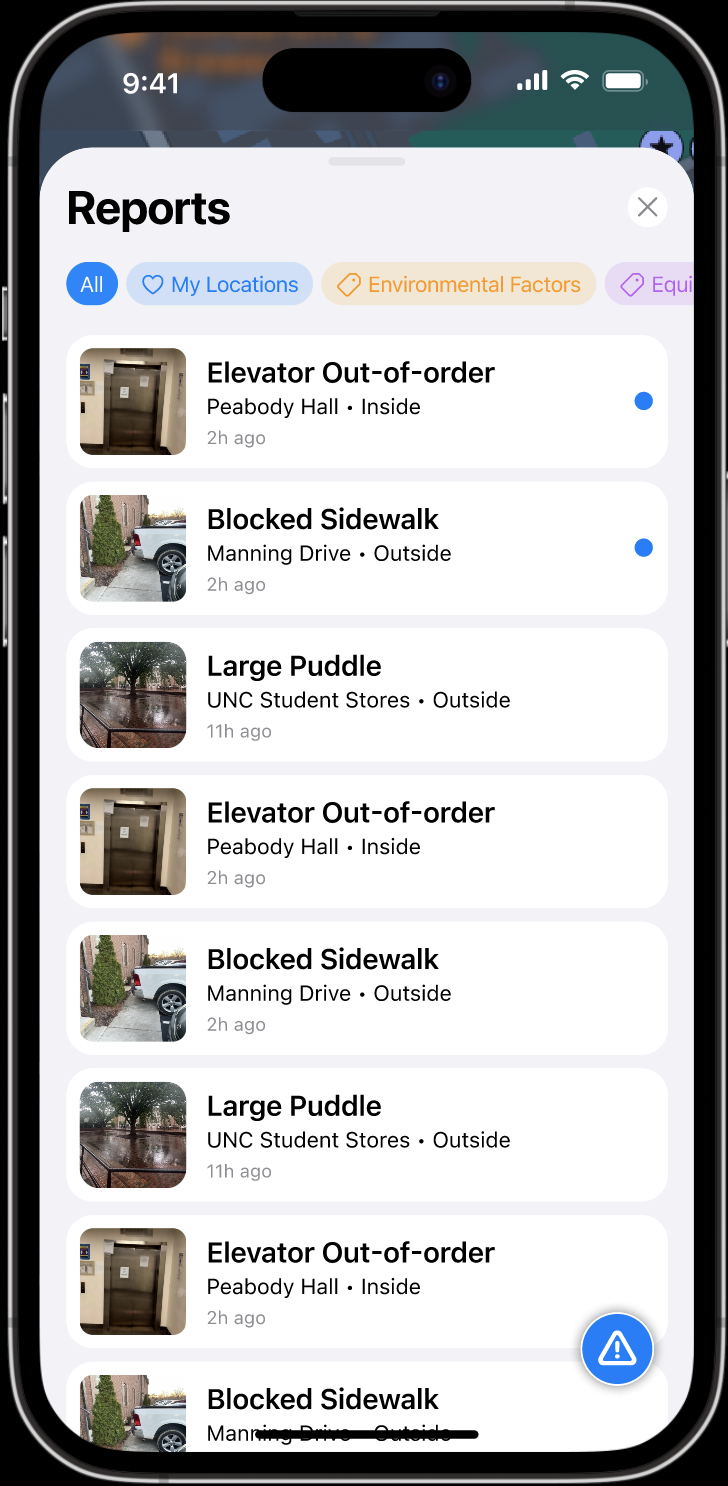 9:41
Reports
All
My Locations
Environmental Factors
Equi
Elevator Out-of-order
Peabody Hall • Inside
2h ago
Blocked Sidewalk
Manning Drive • Outside
2h ago
Large Puddle
UNC Student Stores • Outside
11h ago
Elevator Out-of-order
Peabody Hall • Inside
2h ago
Blocked Sidewalk
Manning Drive • Outside
2h ago
Large Puddle
UNC Student Stores • Outside
11h ago
Elevator Out-of-order
Peabody Hall • Inside
2h ago
Blocked Sidewalk
Manning Drive • Outside